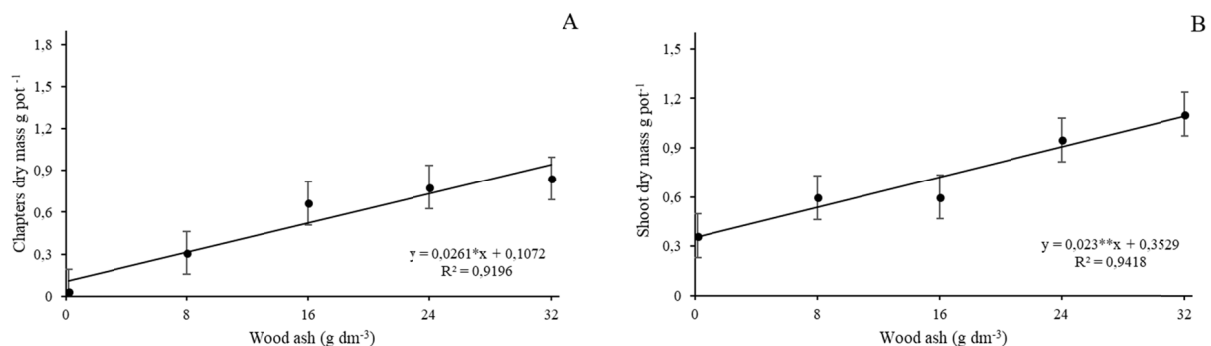 A
Chapters dry mass g pot⁻¹
1,8
1,5
1,2
0,9
0,6
0,3
0
y = 0,0261*x + 0,1072
R² = 0,9196
0 8 16 24 32
Wood ash (g dm⁻³)
B
Shoot dry mass g pot⁻¹
1,5
1,2
0,9
0,6
0,3
0
y = 0,023**x + 0,3529
R² = 0,9418
0 8 16 24 32
Wood ash (g dm⁻³)